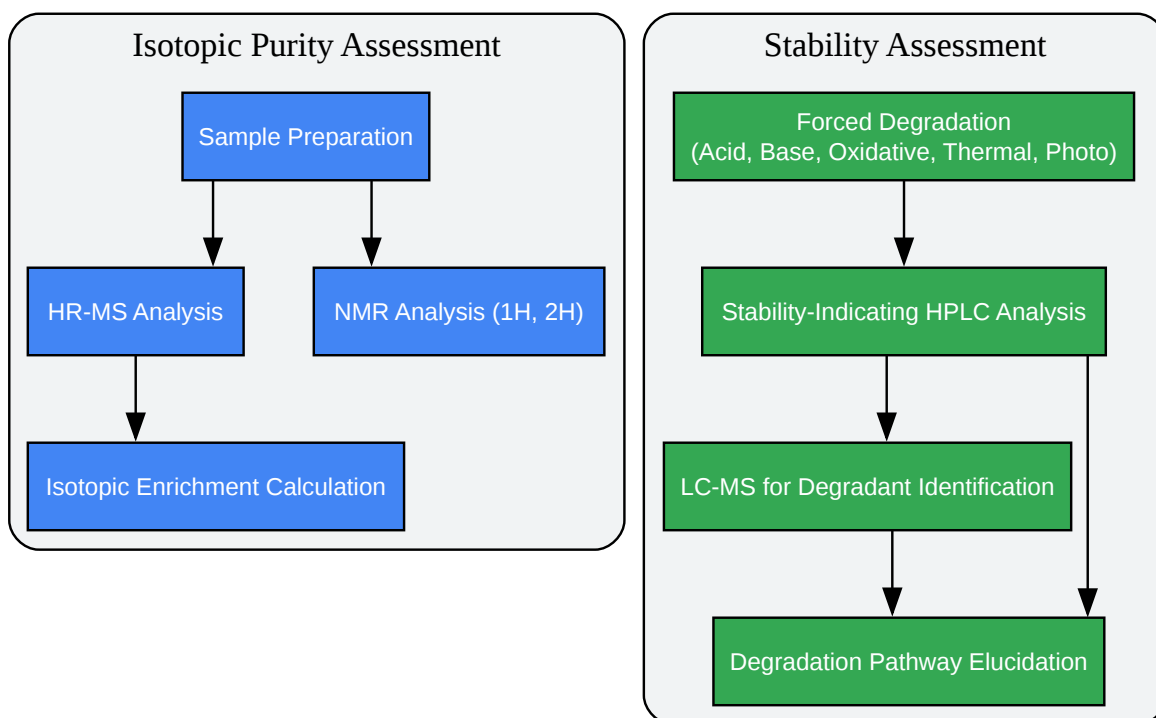 Isotopic Purity Assessment
Sample Preparation
HR-MS Analysis
NMR Analysis (1H, 2H)
Isotopic Enrichment Calculation
Stability Assessment
Forced Degradation
(Acid, Base, Oxidative, Thermal, Photo)
Stability-Indicating HPLC Analysis
LC-MS for Degradant Identification
Degradation Pathway Elucidation